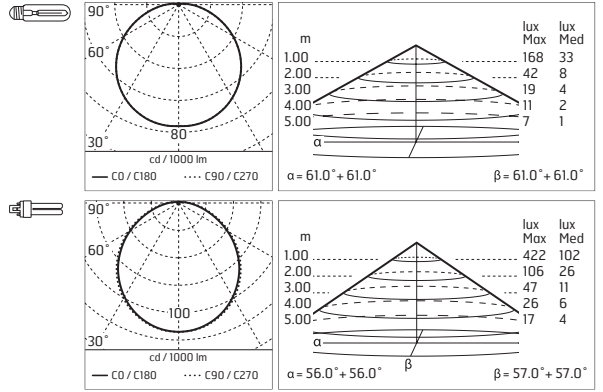 90˚
60˚
30˚
80
cd / 1000 lm
C0 / C180 C90 / C270
m
lux Max lux Med
1.00 168 33
2.00 42 8
3.00 19 4
4.00 11 2
5.00 7 1
α
α = 61.0˚+ 61.0˚ β = 61.0˚+ 61.0˚
90˚
60˚
30˚
100
cd / 1000 lm
C0 / C180 C90 / C270
m
lux Max lux Med
1.00 422 102
2.00 106 26
3.00 47 11
4.00 26 6
5.00 17 4
α
β
α = 56.0˚+ 56.0˚ β = 57.0˚+ 57.0˚